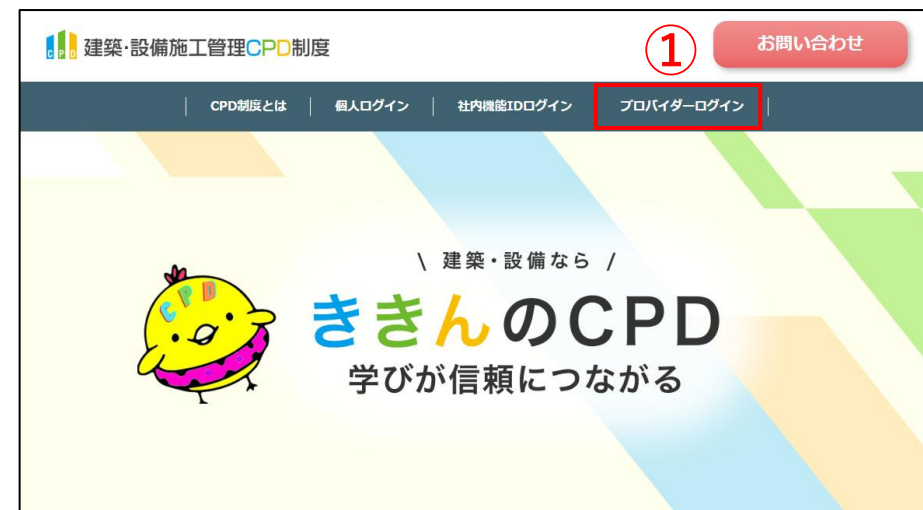 CPD 建築・設備施工管理CPD制度
① お問い合わせ
CPD制度とは 個人ログイン 社内機能IDログイン プロバイダーログイン
\ 建築・設備なら /
CPD
ききんのCPD
学びが信頼につながる